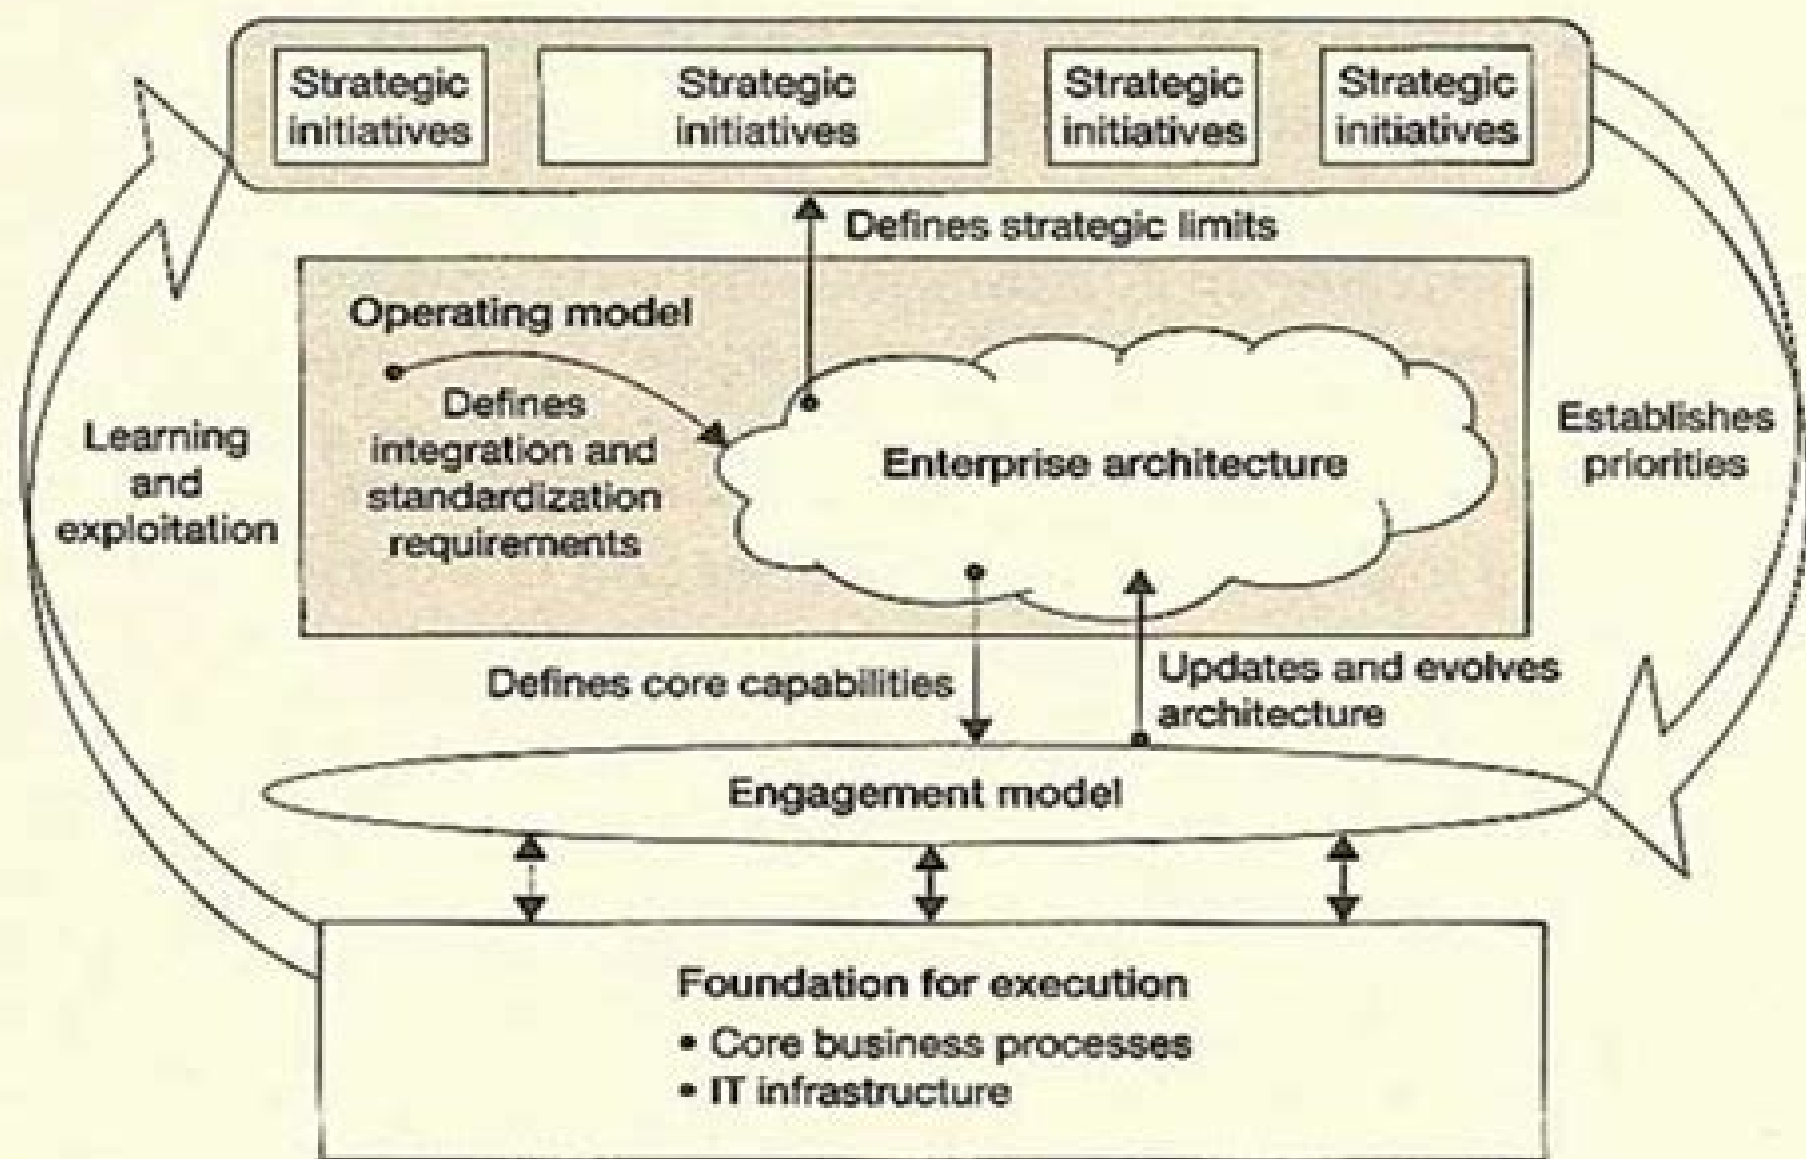 Strategic
initiatives
Strategic
initiatives
Strategic
initiatives
Strategic
initiatives
Defines strategic limits
Operating model
Defines
integration and
standardization
requirements
Enterprise architecture
Learning
and
exploitation
Establishes
priorities
Defines core capabilities
Updates and evolves
architecture
Engagement model
Foundation for execution
• Core business processes
• IT infrastructure